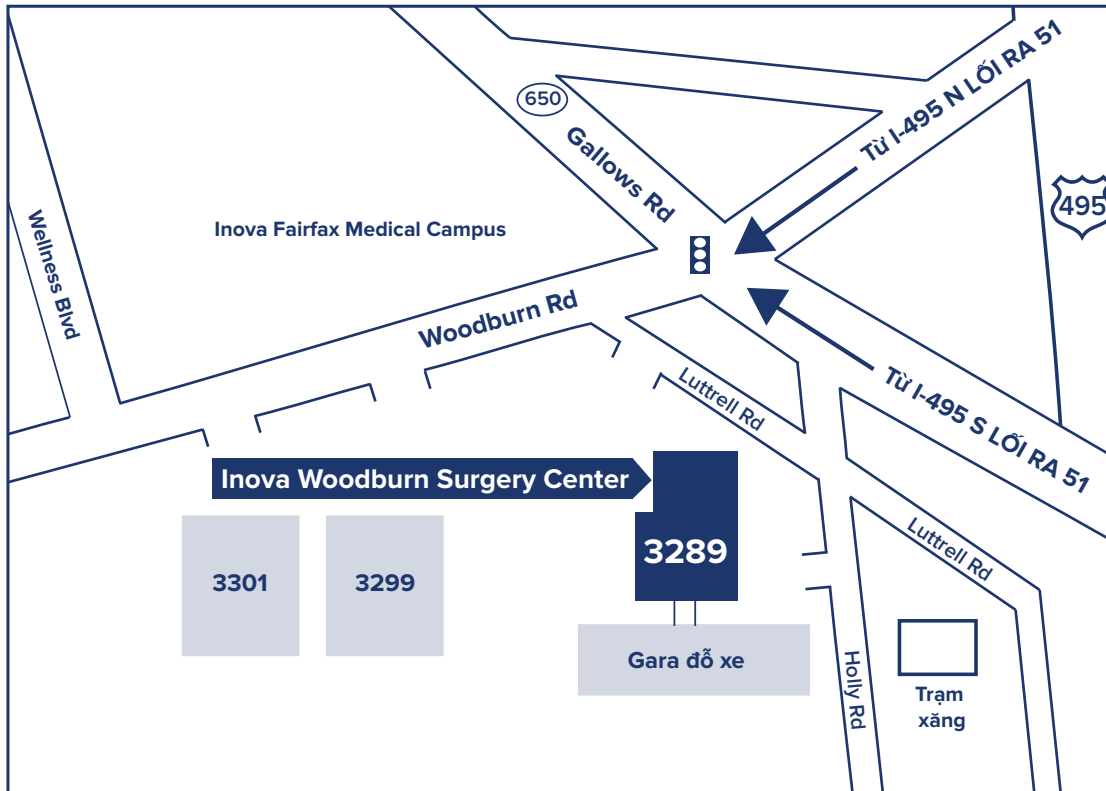 Từ I-495 N LỐI RA 51
650
Gallows Rd
495
Wellness Blvd
Inova Fairfax Medical Campus
Woodburn Rd
Luttrell Rd
Từ I-495 S LỐI RA 51
Inova Woodburn Surgery Center
3289
Luttrell Rd
3301
3299
Gara đỗ xe
Holly Rd
Trạm
xăng